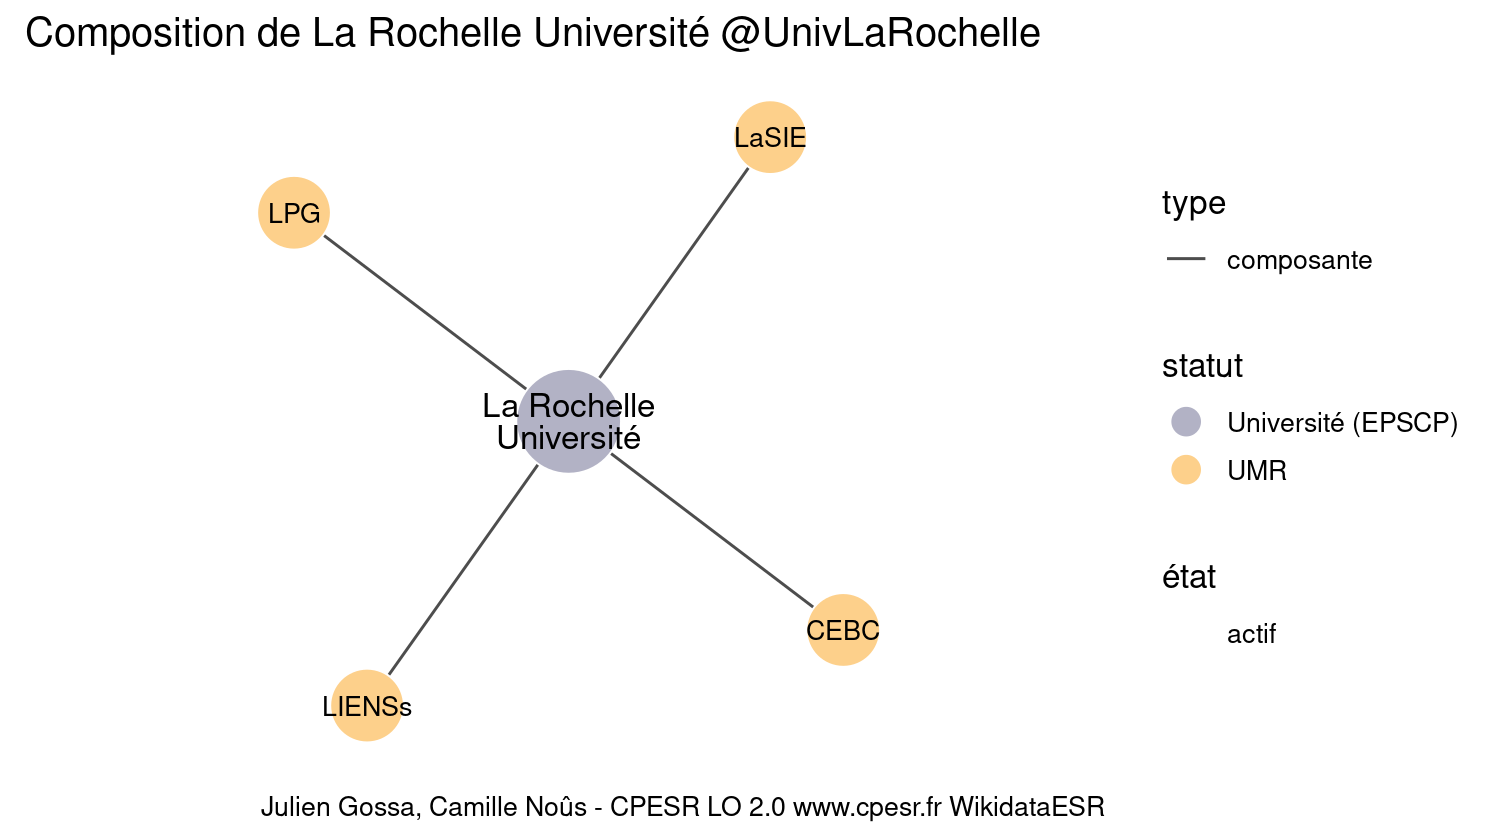 Composition de La Rochelle Université @UnivLaRochelle
LaSIE
LPG
La Rochelle
Université
CEBC
LIENSs
type
composante
statut
Université (EPSCP)
UMR
état
actif
Julien Gossa, Camille Noûs - CPESR LO 2.0 www.cpesr.fr WikidataESR